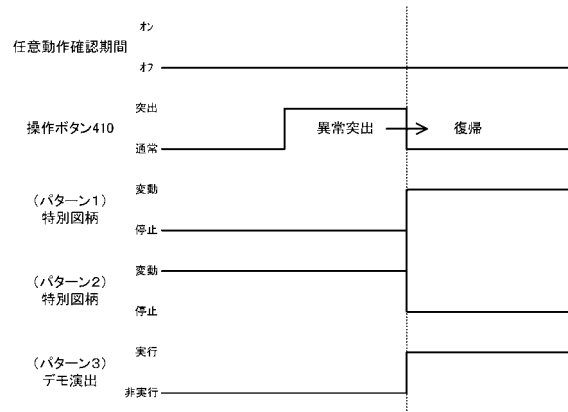 任意動作確認期間
オン
オフ
操作ボタン410
突出
通常
異常突出 → 復帰
(パターン1)
特別図柄
変動
停止
(パターン2)
特別図柄
変動
停止
(パターン3)
デモ演出
実行
非実行